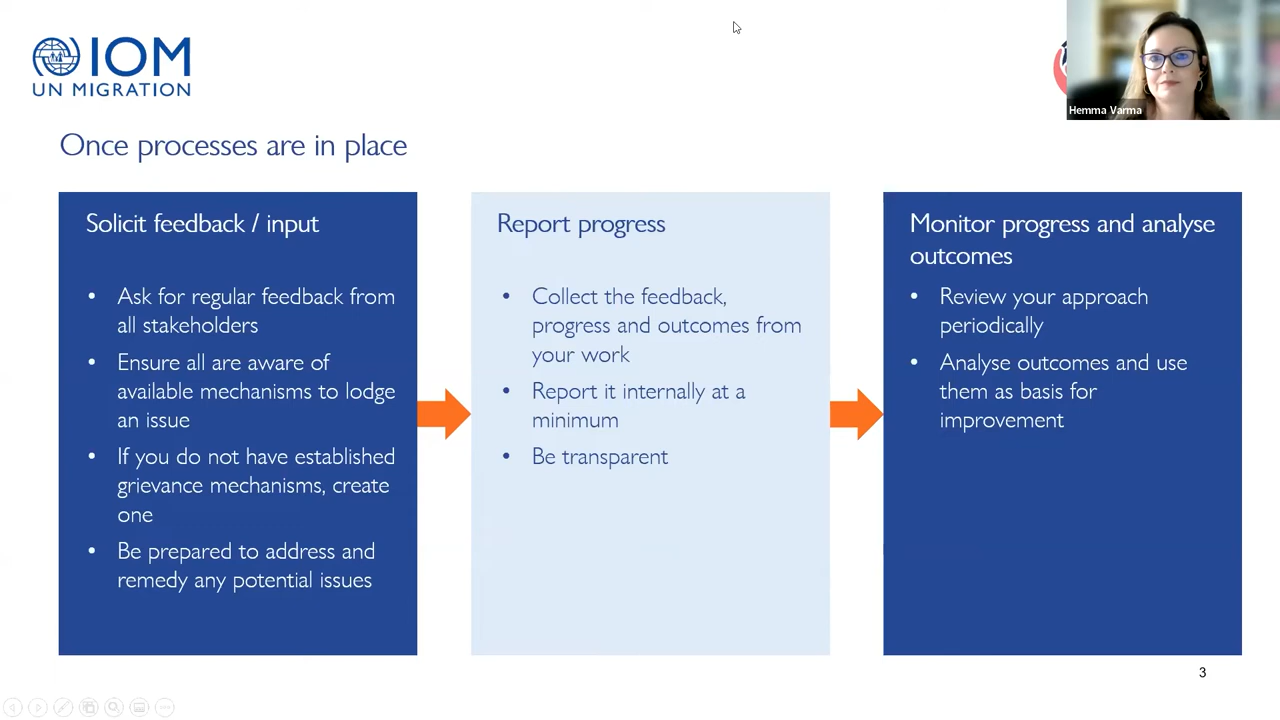 IOM
UN MIGRATION
Hemma Varma
Once processes are in place
Solicit feedback / input
• Ask for regular feedback from
all stakeholders
• Ensure all are aware of
available mechanisms to lodge
an issue
• If you do not have established
grievance mechanisms, create
one
• Be prepared to address and
remedy any potential issues
Report progress
• Collect the feedback,
progress and outcomes from
your work
• Report it internally at a
minimum
• Be transparent
Monitor progress and analyse
outcomes
• Review your approach
periodically
• Analyse outcomes and use
them as basis for
improvement
3